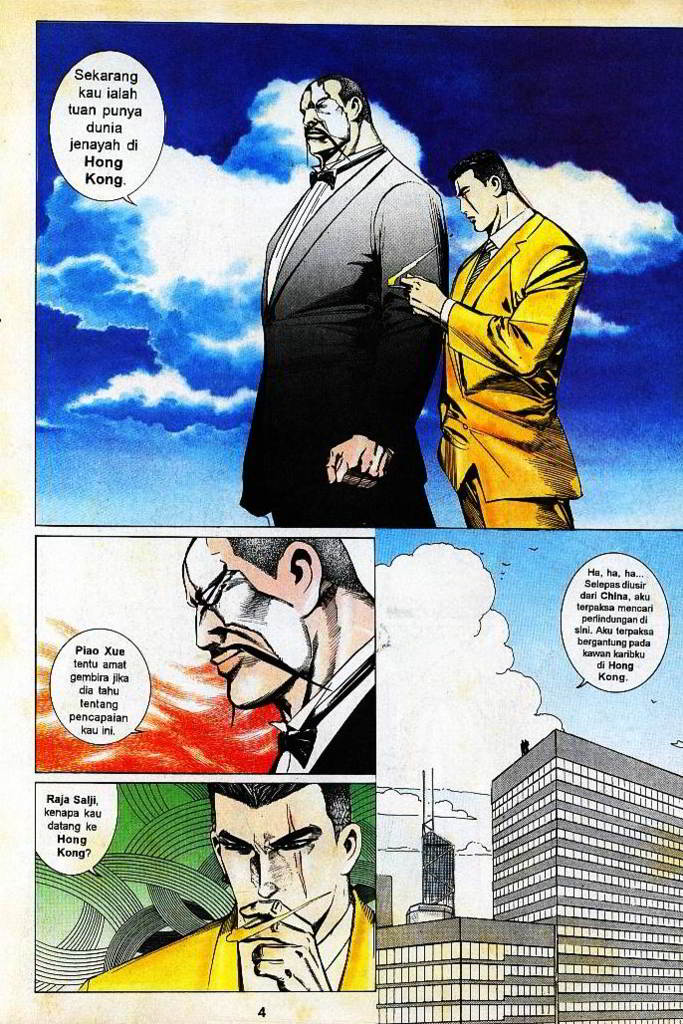 Sekarang
kau ialah
tuan punya
dunia
jenayah di
Hong
Kong.
Piao Xue
tentu amat
gembira jika
dia tahu
tentang
pencapaian
kau ini.
Raja Salji,
kenapa kau
datang ke
Hong
Kong?
Ha, ha, ha...
Selepas diusir
dari China, aku
terpaksa mencari
perlindungan di
sini. Aku terpaksa
bergantung pada
kawan karibku
di Hong
Kong.
4